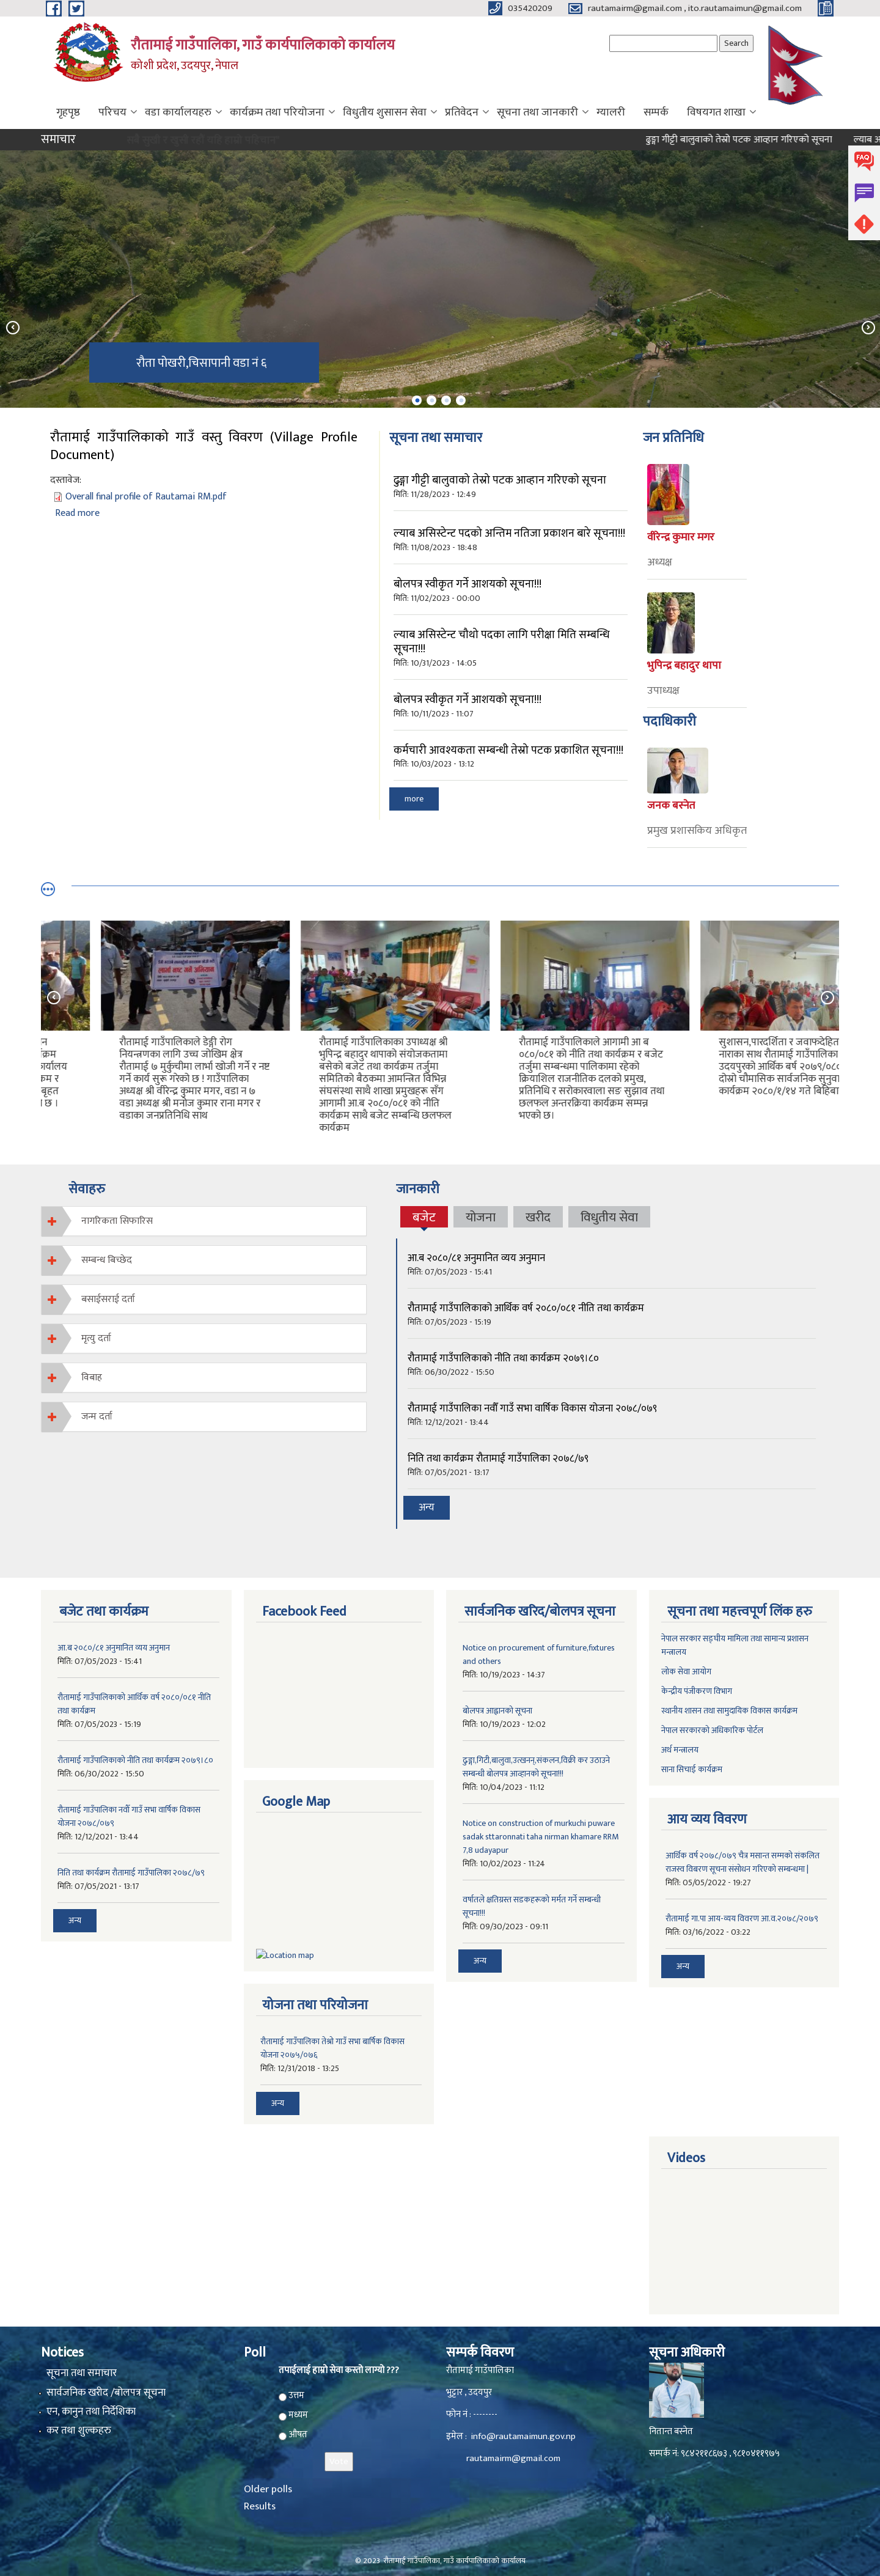 035420209
rautamairm@gmail.com , ito.rautamaimun@gmail.com
रौतामाई गाउँपालिका, गाउँ कार्यपालिकाको कार्यालय
कोशी प्रदेश, उदयपुर, नेपाल
Search
गृहपृष्ठ
परिचय
वडा कार्यालयहरु
कार्यक्रम तथा परियोजना
विधुतीय शुसासन सेवा
प्रतिवेदन
सूचना तथा जानकारी
ग्यालरी
सम्पर्क
विषयगत शाखा
समाचार
ढुङ्गा गीट्टी बालुवाको तेस्रो पटक आव्हान गरिएको सूचना
ल्याब अ
FAQ
रौता पोखरी,चिसापानी वडा नं ६
रौतामाई गाउँपालिकाको गाउँ वस्तु विवरण (Village Profile
Document)
दस्तावेज:
Overall final profile of Rautamai RM.pdf
Read more
सूचना तथा समाचार
ढुङ्गा गीट्टी बालुवाको तेस्रो पटक आव्हान गरिएको सूचना
मिति: 11/28/2023 - 12:49
ल्याब असिस्टेन्ट पदको अन्तिम नतिजा प्रकाशन बारे सूचना!!!
मिति: 11/08/2023 - 18:48
बोलपत्र स्वीकृत गर्ने आशयको सूचना!!!
मिति: 11/02/2023 - 00:00
ल्याब असिस्टेन्ट चौथो पदका लागि परीक्षा मिति सम्बन्धि
सूचना!!!
मिति: 10/31/2023 - 14:05
बोलपत्र स्वीकृत गर्ने आशयको सूचना!!!
मिति: 10/11/2023 - 11:07
कर्मचारी आवश्यकता सम्बन्धी तेस्रो पटक प्रकाशित सूचना!!!
मिति: 10/03/2023 - 13:12
more
जन प्रतिनिधि
वीरेन्द्र कुमार मगर
अध्यक्ष
भुपिन्द्र बहादुर थापा
उपाध्यक्ष
पदाधिकारी
जनक बस्नेत
प्रमुख प्रशासकिय अधिकृत
न
र्क्रम
कार्यालय
कम र
बृहत
ो छ ।
रौतामाई गाउँपालिकाले डेङ्गी रोग
नियन्त्रणका लागि उच्च जोखिम क्षेत्र
रौतामाई ७ मुर्कुचीमा लार्भा खोजी गर्ने र नष्ट
गर्ने कार्य सुरू गरेको छ ! गाउँपालिका
अध्यक्ष श्री वीरेन्द्र कुमार मगर, वडा न ७
वडा अध्यक्ष श्री मनोज कुमार राना मगर र
वडाका जनप्रतिनिधि साथ
रौतामाई गाउँपालिकाका उपाध्यक्ष श्री
भुपिन्द्र बहादुर थापाको संयोजकतामा
बसेको बजेट तथा कार्यक्रम तर्जुमा
समितिको बैठकमा आमन्त्रित विभिन्न
संघसंस्था साथै शाखा प्रमुखहरू सँग
आगामी आ.ब २०८०/०८१ को नीति
कार्यक्रम साथै बजेट सम्बन्धि छलफल
कार्यक्रम
रौतामाई गाउँपालिकाले आगामी आ ब
०८०/०८१ को नीति तथा कार्यक्रम र बजेट
तर्जुमा सम्बन्धमा पालिकामा रहेको
क्रियाशिल राजनीतिक दलको प्रमुख,
प्रतिनिधि र सरोकारवाला सङ सुझाव तथा
छलफल अन्तरक्रिया कार्यक्रम सम्पन्न
भएको छ।
सुशासन,पारदर्शिता र जवाफदेहित
नाराका साथ रौतामाई गाउँपालिका
उदयपुरको आर्थिक बर्ष २०७९/०८०
दोस्रो चौमासिक सार्वजनिक सुनुवा
कार्यक्रम २०८०/१/१४ गते बिहिबा
सेवाहरु
नागरिकता सिफारिस
सम्बन्ध बिच्छेद
बसाईसराई दर्ता
मृत्यु दर्ता
विबाह
जन्म दर्ता
जानकारी
बजेट
योजना
खरीद
विधुतीय सेवा
आ.ब २०८०/८१ अनुमानित व्यय अनुमान
मिति: 07/05/2023 - 15:41
रौतामाई गाउँपालिकाको आर्थिक वर्ष २०८०/०८१ नीति तथा कार्यक्रम
मिति: 07/05/2023 - 15:19
रौतामाई गाउँपालिकाको नीति तथा कार्यक्रम २०७९।८०
मिति: 06/30/2022 - 15:50
रौतामाई गाउँपालिका नवौँ गाउँ सभा वार्षिक विकास योजना २०७८/०७९
मिति: 12/12/2021 - 13:44
निति तथा कार्यक्रम रौतामाई गाउँपालिका २०७८/७९
मिति: 07/05/2021 - 13:17
अन्य
बजेट तथा कार्यक्रम
आ.ब २०८०/८१ अनुमानित व्यय अनुमान
मिति: 07/05/2023 - 15:41
रौतामाई गाउँपालिकाको आर्थिक वर्ष २०८०/०८१ नीति
तथा कार्यक्रम
मिति: 07/05/2023 - 15:19
रौतामाई गाउँपालिकाको नीति तथा कार्यक्रम २०७९।८०
मिति: 06/30/2022 - 15:50
रौतामाई गाउँपालिका नवौँ गाउँ सभा वार्षिक विकास
योजना २०७८/०७९
मिति: 12/12/2021 - 13:44
निति तथा कार्यक्रम रौतामाई गाउँपालिका २०७८/७९
मिति: 07/05/2021 - 13:17
अन्य
Facebook Feed
Google Map
Location map
योजना तथा परियोजना
रौतामाई गाउँपालिका तेश्रो गाउँ सभा बार्षिक विकास
योजना २०७५/०७६
मिति: 12/31/2018 - 13:25
अन्य
सार्वजनिक खरिद/बोलपत्र सूचना
Notice on procurement of furniture,fixtures
and others
मिति: 10/19/2023 - 14:37
बोलपत्र आह्वानको सूचना
मिति: 10/19/2023 - 12:02
ढुङ्गा,गिटी,बालुवा,उत्खनन्,संकलन,विक्री कर उठाउने
सम्बन्धी बोलपत्र आव्हानको सूचना!!!
मिति: 10/04/2023 - 11:12
Notice on construction of murkuchi puware
sadak sttaronnati taha nirman khamare RRM
7,8 udayapur
मिति: 10/02/2023 - 11:24
वर्षातले क्षतिग्रस्त सडकहरूको मर्मत गर्ने सम्बन्धी
सूचना!!!
मिति: 09/30/2023 - 09:11
अन्य
सूचना तथा महत्त्वपूर्ण लिंक हरु
नेपाल सरकार सङ्घीय मामिला तथा सामान्य प्रशासन
मन्त्रालय
लोक सेवा आयोग
केन्द्रीय पंजीकरण विभाग
स्थानीय शासन तथा सामुदायिक विकास कार्यक्रम
नेपाल सरकारको अधिकारिक पोर्टल
अर्थ मन्त्रालय
साना सिचाई कार्यक्रम
आय व्यय विवरण
आर्थिक वर्ष २०७८/०७९ चैत्र मसान्त सम्मको संकलित
राजस्व विबरण सूचना संसोधन गरिएको सम्बन्धमा |
मिति: 05/05/2022 - 19:27
रौतामाई गा.पा आय-व्यय विवरण आ.व.२०७८/२०७९
मिति: 03/16/2022 - 03:22
अन्य
Videos
Notices
सूचना तथा समाचार
सार्वजनिक खरीद /बोलपत्र सूचना
एन, कानुन तथा निर्देशिका
कर तथा शुल्कहरु
Poll
तपाईलाई हाम्रो सेवा कस्तो लाग्यो ???
उत्तम
मध्यम
औषत
Older polls
Results
सम्पर्क विवरण
रौतामाई गाउँपालिका
भुट्टार , उदयपुर
फोन नं : --------
इमेल : info@rautamaimun.gov.np
rautamairm@gmail.com
सूचना अधिकारी
नितान्त बस्नेत
सम्पर्क नं: ९८४२११८६७३ , ९८१०४११९७५
© 2023 रौतामाई गाउँपालिका, गाउँ कार्यपालिकाको कार्यालय